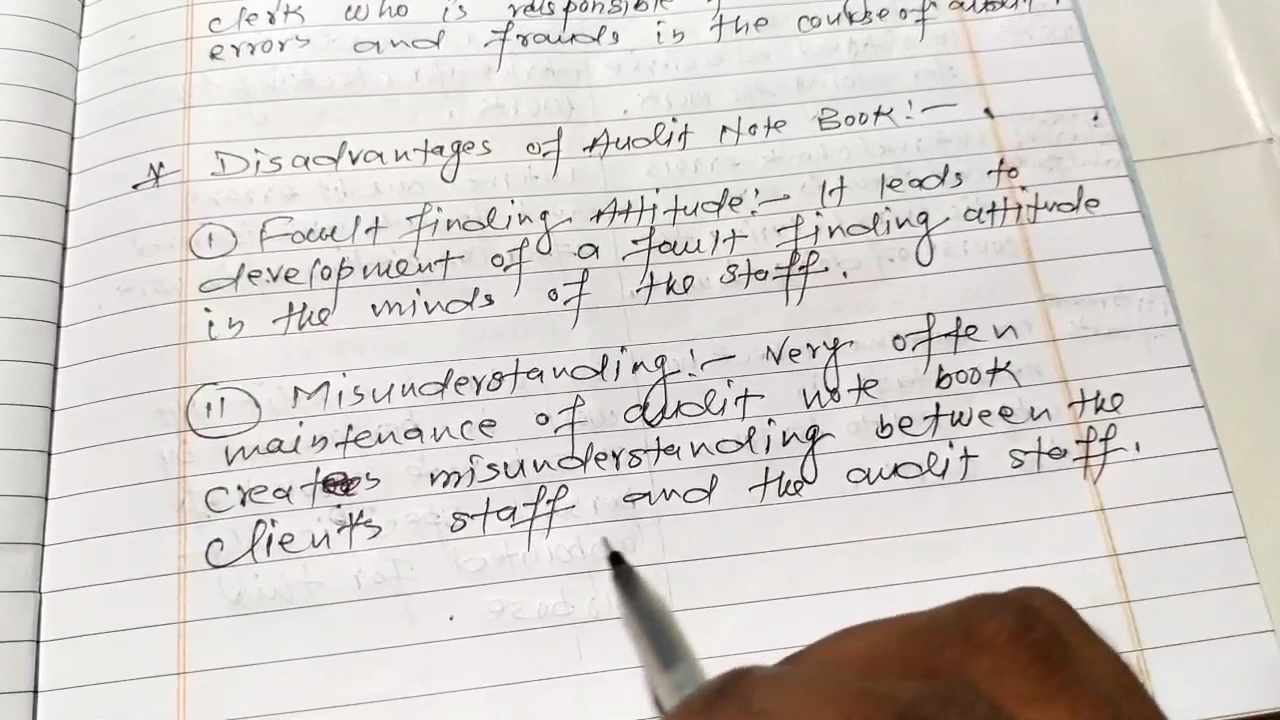 clerk who is responsible
errors and frauds in the course of audit.
* Disadvantages of Audit Note Book:-
(i) Fault finding Attitude:- It leads to
development of a fault finding attitude
in the minds of the staff.
(ii) Misunderstanding:- Very often
maintenance of audit note book
creates misunderstanding between the
client's staff and the audit staff.